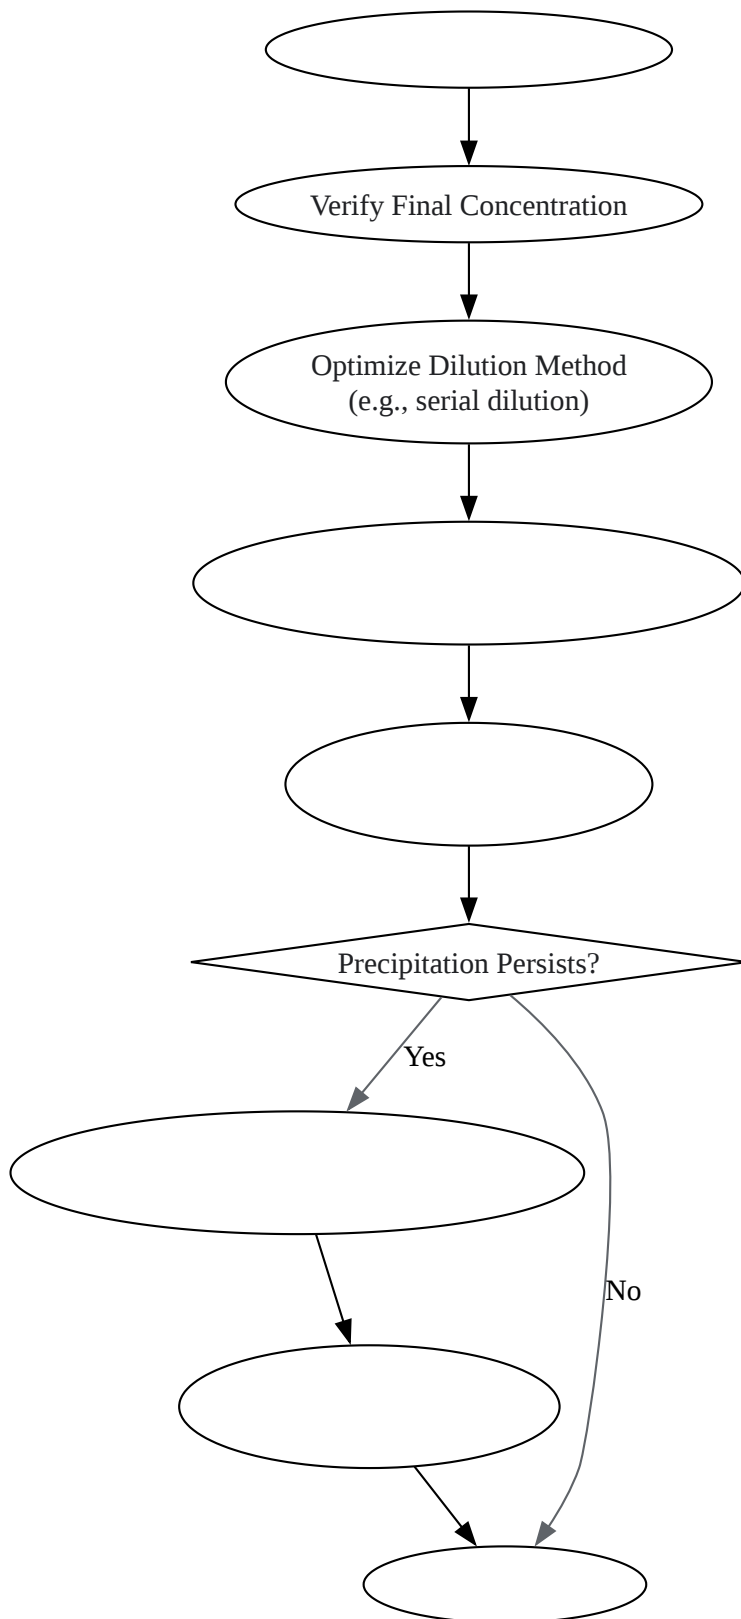 Verify Final Concentration
Optimize Dilution Method
(e.g., serial dilution)
Precipitation Persists?
Yes
No